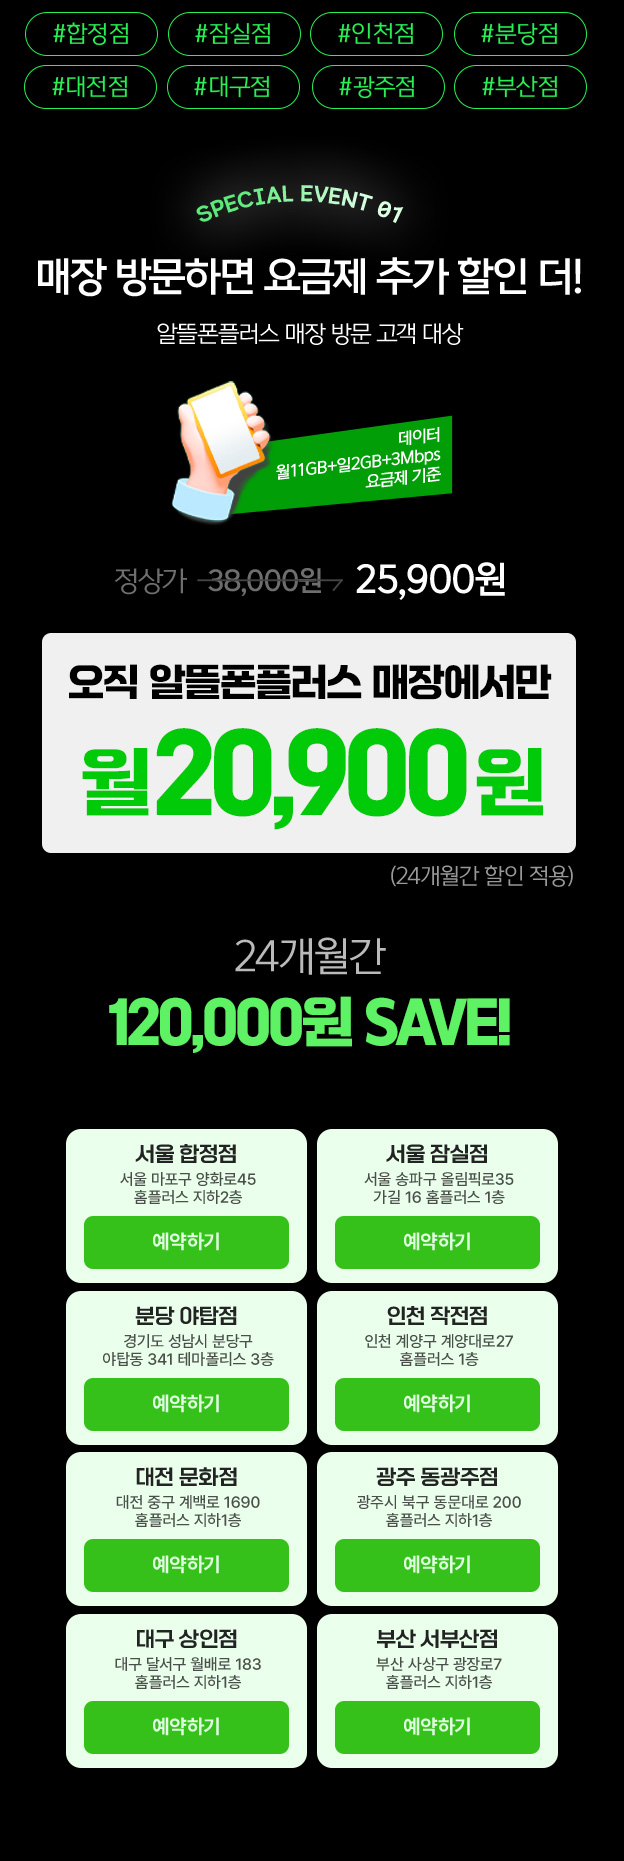 #합정점 #잠실점 #인천점 #분당점
#대전점 #대구점 #광주점 #부산점
SPECIAL EVENT 01
매장 방문하면 요금제 추가 할인 더!
알뜰폰플러스 매장 방문 고객 대상
데이터
월11GB+일2GB+3Mbps
요금제 기준
정상가 38,000원 25,900원
오직 알뜰폰플러스 매장에서만
월20,900원
(24개월간 할인 적용)
24개월간
120,000원 SAVE!
서울 합정점
서울 마포구 양화로45
홈플러스 지하2층
예약하기
서울 잠실점
서울 송파구 올림픽로35
가길 16 홈플러스 1층
예약하기
분당 야탑점
경기도 성남시 분당구
야탑동 341 테마폴리스 3층
예약하기
인천 작전점
인천 계양구 계양대로27
홈플러스 1층
예약하기
대전 문화점
대전 중구 계백로 1690
홈플러스 지하1층
예약하기
광주 동광주점
광주시 북구 동문대로 200
홈플러스 지하1층
예약하기
대구 상인점
대구 달서구 월배로 183
홈플러스 지하1층
예약하기
부산 서부산점
부산 사상구 광장로7
홈플러스 지하1층
예약하기